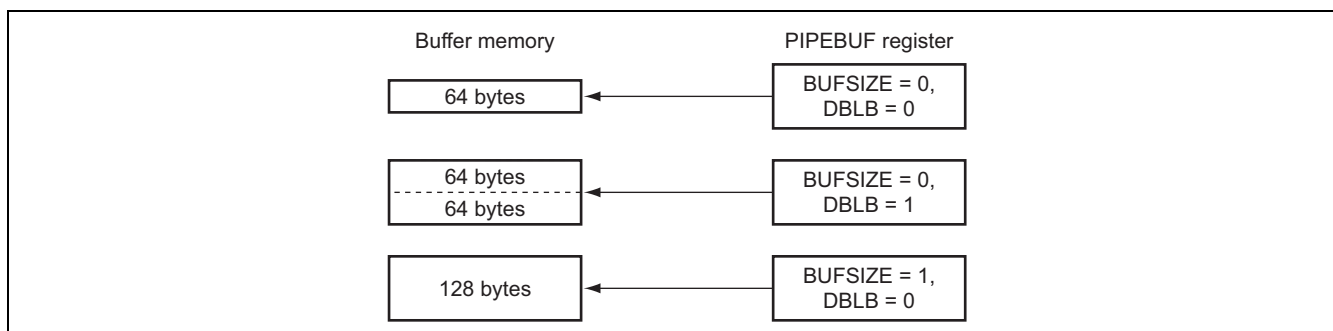 Buffer memory
PIPEBUF register
64 bytes
BUFSIZE = 0,
DBLB = 0
64 bytes
64 bytes
BUFSIZE = 0,
DBLB = 1
128 bytes
BUFSIZE = 1,
DBLB = 0